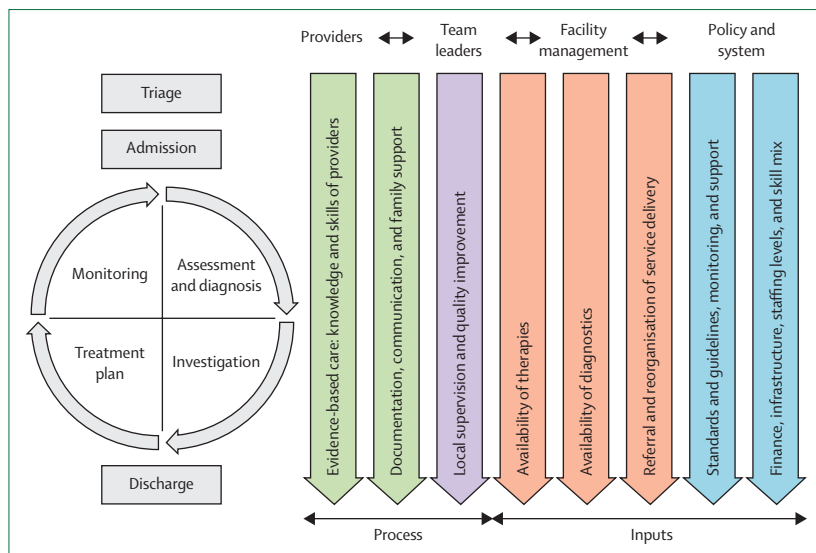 Providers
Team
leaders
Facility
management
Policy and
system
Triage
Admission
Monitoring
Assessment
and diagnosis
Treatment
plan
Investigation
Discharge
Evidence-based care: knowledge and skills of providers
Documentation, communication, and family support
Local supervision and quality improvement
Availability of therapies
Availability of diagnostics
Referral and reorganisation of service delivery
Standards and guidelines, monitoring, and support
Finance, infrastructure, staffing levels, and skill mix
Process
Inputs